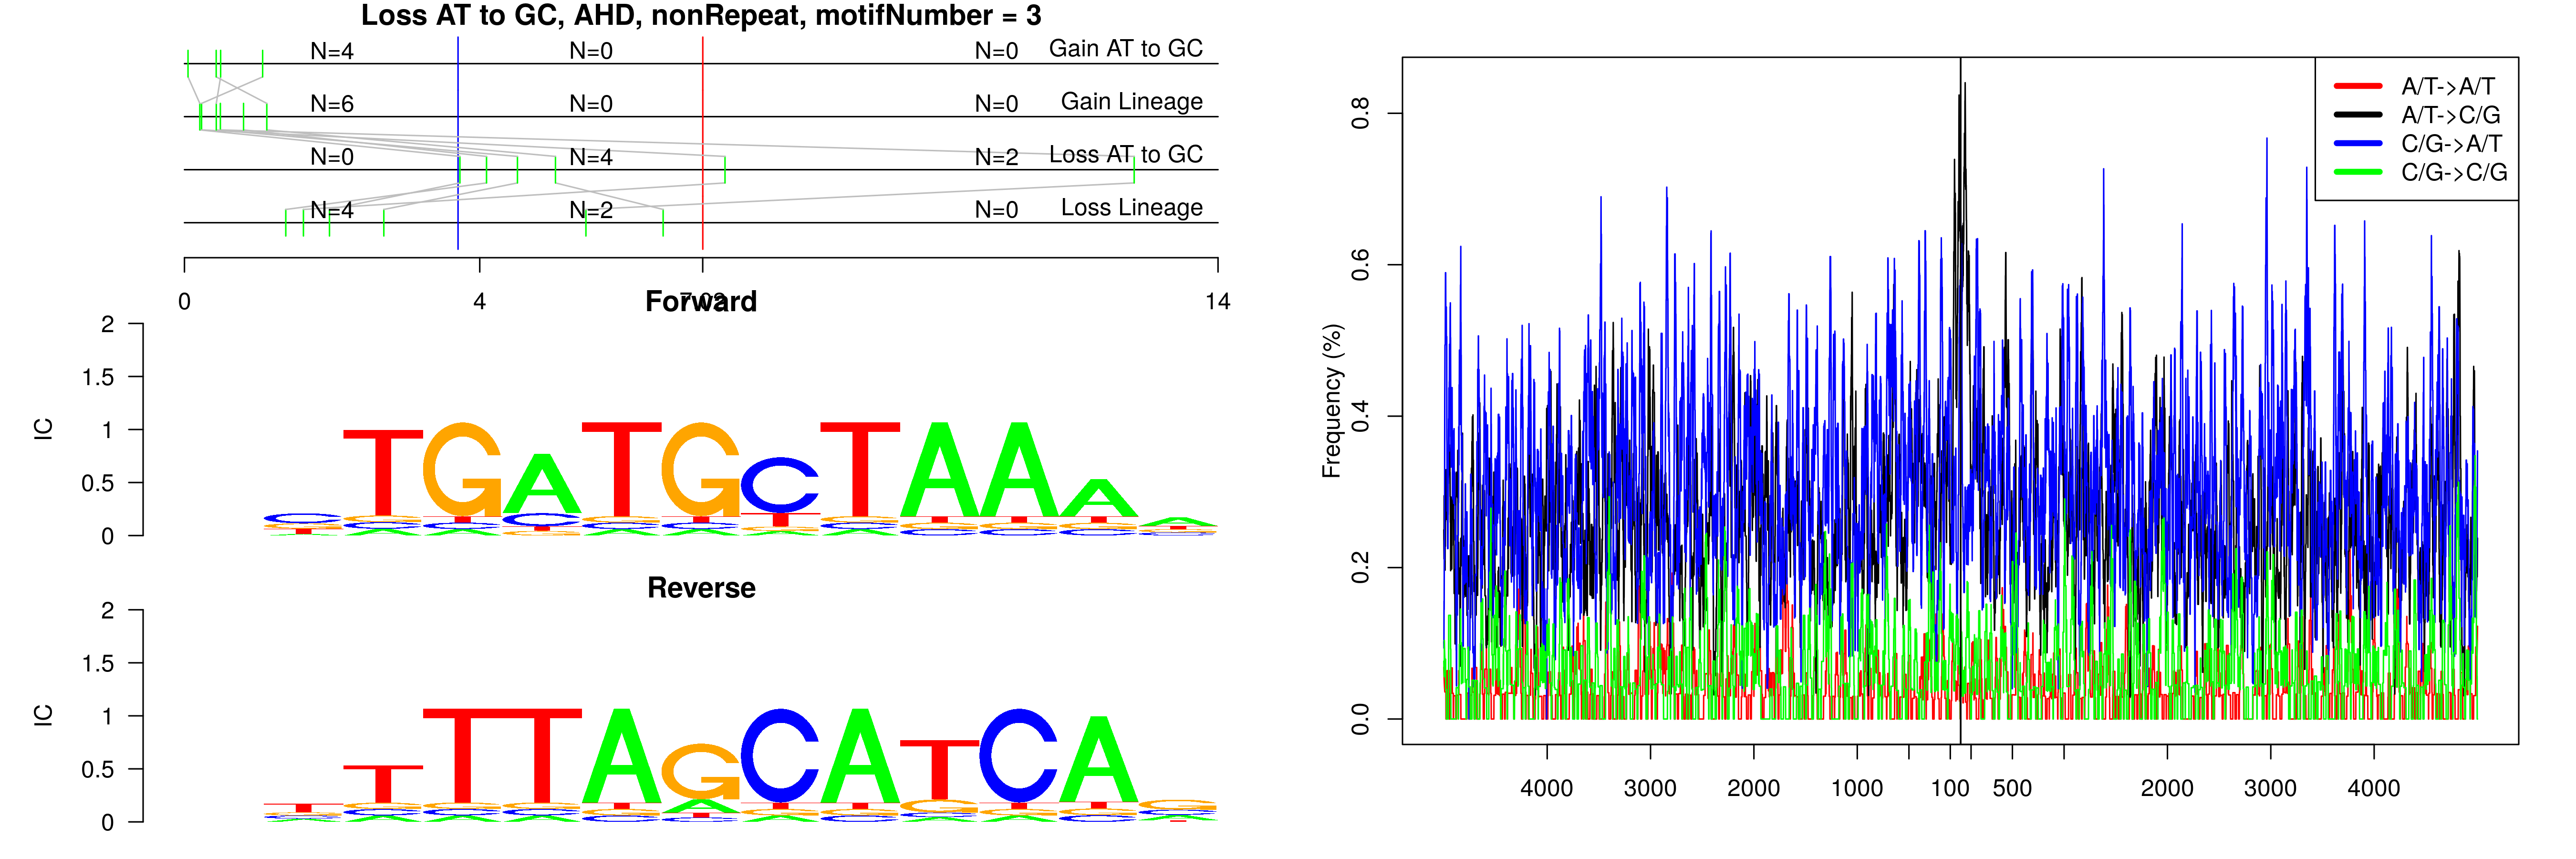 Loss AT to GC, AHD, nonRepeat, motifNumber = 3
N=4 N=0 N=0 Gain AT to GC
N=6 N=0 N=0 Gain Lineage
N=0 N=4 N=2 Loss AT to GC
N=4 N=2 N=0 Loss Lineage
0 4 7.02 14
Forward
IC
2
1.5
1
0.5
0
TGATGCTAAA
Reverse
IC
2
1.5
1
0.5
0
TTTAGCATCA
Frequency (%)
0.8
0.6
0.4
0.2
0.0
A/T->A/T
A/T->C/G
C/G->A/T
C/G->C/G
4000 3000 2000 1000 100 500 2000 3000 4000